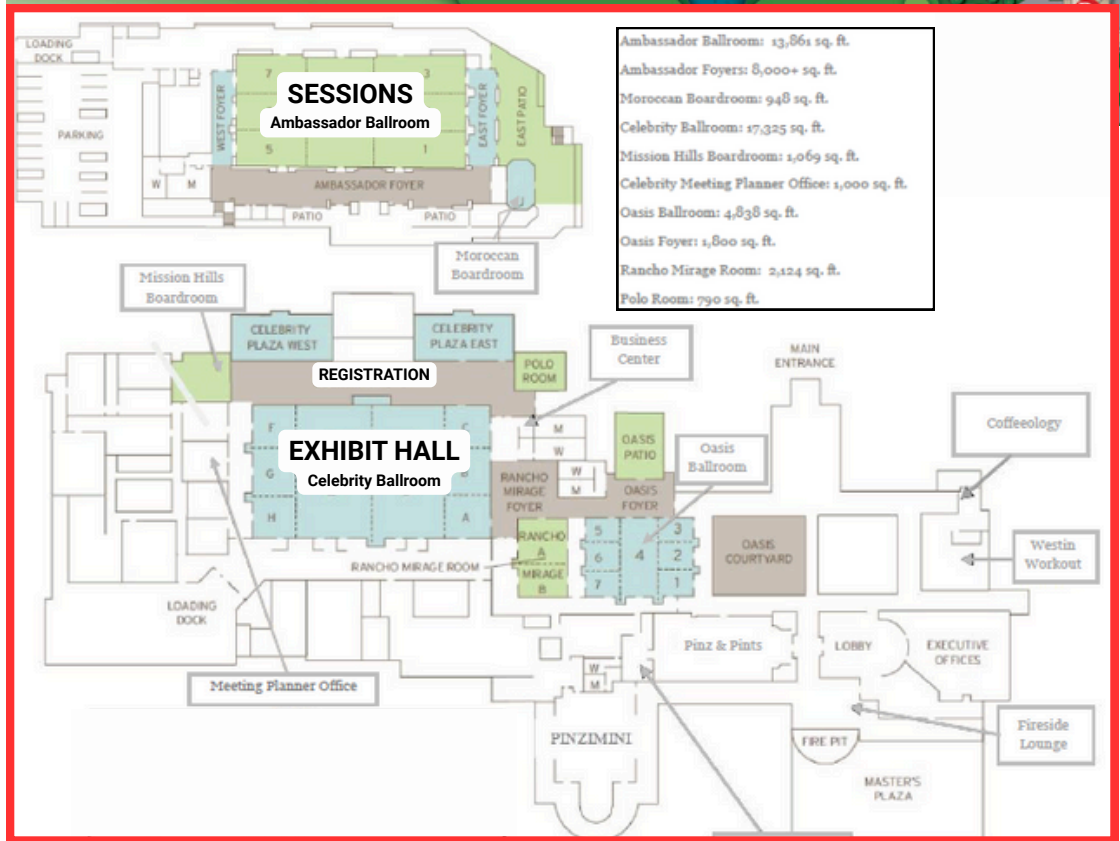 LOADING
DOCK
PARKING
WEST FOYER
7
3
SESSIONS
Ambassador Ballroom
5
1
EAST FOYER
EAST PATIO
W
M
AMBASSADOR FOYER
PATIO
PATIO
Moroccan
Boardroom
Ambassador Ballroom: 13,861 sq. ft.
Ambassador Foyers: 8,000+ sq. ft.
Moroccan Boardroom: 948 sq. ft.
Celebrity Ballroom: 17,325 sq. ft.
Mission Hills Boardroom: 1,069 sq. ft.
Celebrity Meeting Planner Office: 1,000 sq. ft.
Oasis Ballroom: 4,838 sq. ft.
Oasis Foyer: 1,800 sq. ft.
Rancho Mirage Room: 2,124 sq. ft.
Polo Room: 790 sq. ft.
Mission Hills
Boardroom
CELEBRITY
PLAZA WEST
CELEBRITY
PLAZA EAST
REGISTRATION
POLO
ROOM
Business
Center
MAIN
ENTRANCE
Coffeeology
F
C
EXHIBIT HALL
Celebrity Ballroom
G
B
H
A
M
W
W
M
RANCHO
MIRAGE
FOYER
OASIS
PATIO
OASIS
FOYER
Oasis
Ballroom
RANCHO
A
MIRAGE
B
RANCHO MIRAGE ROOM
5
6
7
4
3
2
1
OASIS
COURTYARD
Westin
Workout
LOADING
DOCK
Meeting Planner Office
W
M
Pinz & Pints
LOBBY
EXECUTIVE
OFFICES
PINZIMINI
FIRE PIT
Fireside
Lounge
MASTER'S
PLAZA